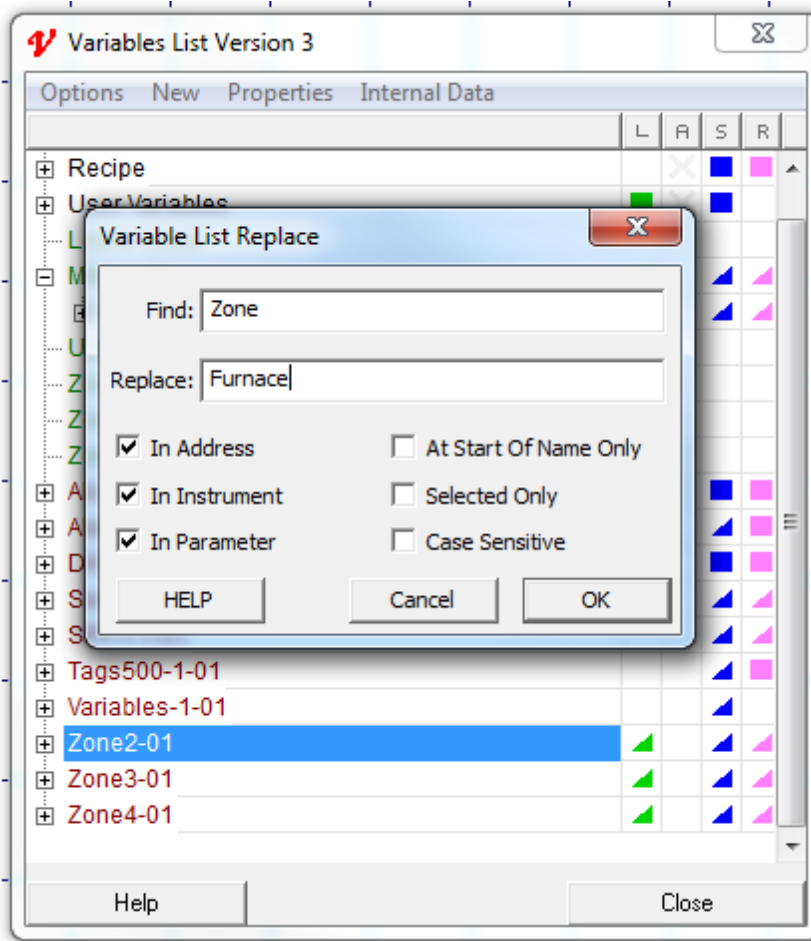 Variables List Version 3
Options New Properties Internal Data
L A S R
Recipe
User Variables
Variable List Replace
Find: Zone
Replace: Furnace
In Address At Start Of Name Only
In Instrument Selected Only
In Parameter Case Sensitive
HELP Cancel OK
Tags500-1-01
Variables-1-01
Zone2-01
Zone3-01
Zone4-01
Help Close